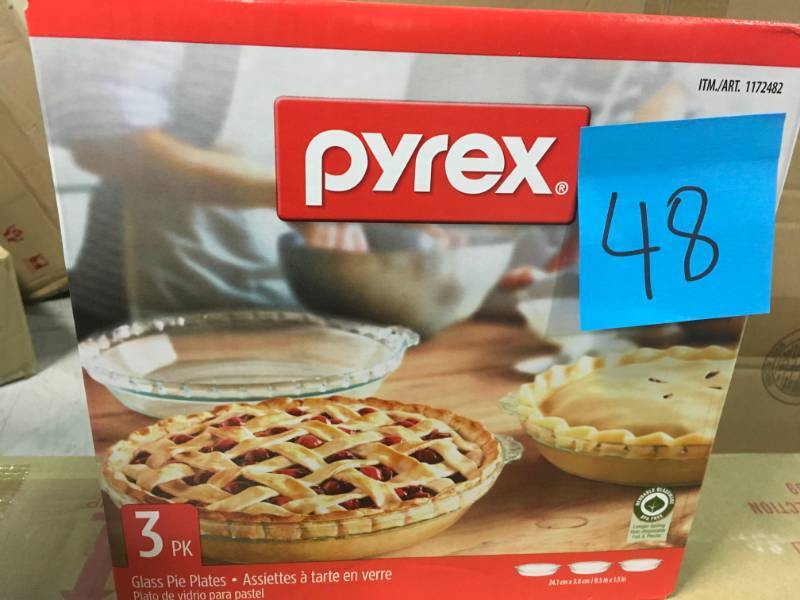 ITM./ART. 1172482
pyrex®
48
3 PK
Glass Pie Plates • Assiettes à tarte en verre
Plato de vidrio para pastel
24.1 cm x 3.8 cm / 9.5 in x 1.5 in